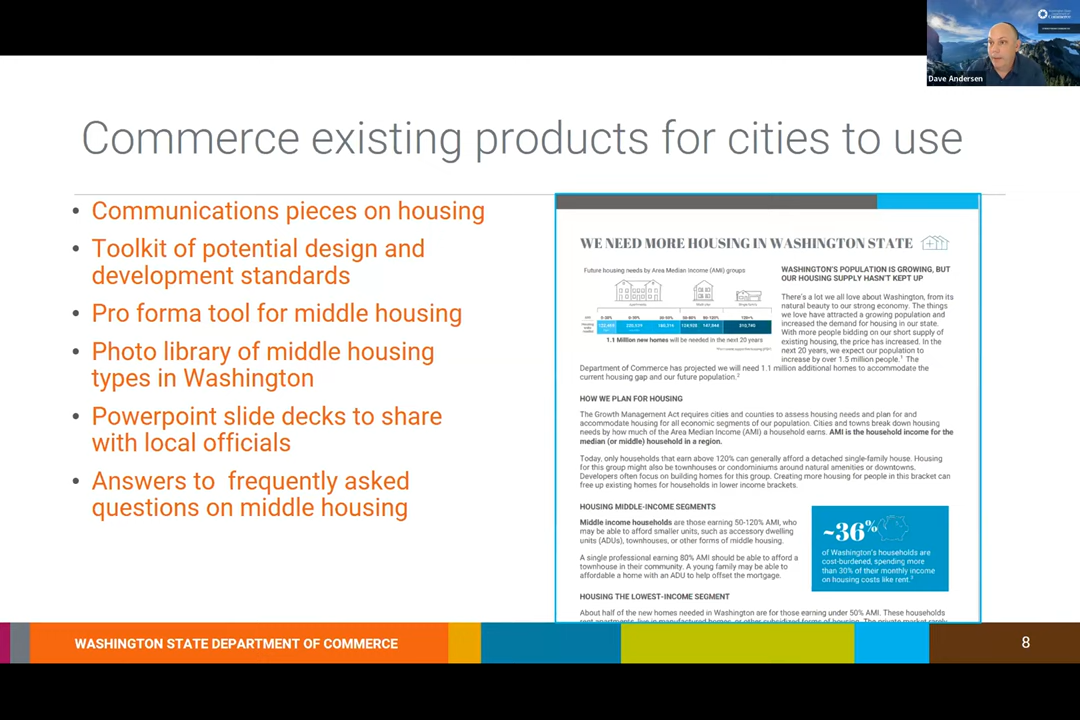 Dave Andersen
Commerce existing products for cities to use
• Communications pieces on housing
• Toolkit of potential design and
development standards
• Pro forma tool for middle housing
• Photo library of middle housing
types in Washington
• Powerpoint slide decks to share
with local officials
• Answers to  frequently asked
questions on middle housing
WE NEED MORE HOUSING IN WASHINGTON STATE
Future housing needs by Area Median Income (AMI) groups
1.1 Million new homes will be needed in the next 20 years
WASHINGTON'S POPULATION IS GROWING, BUT
OUR HOUSING SUPPLY HASN'T KEPT UP
There's a lot we all love about Washington, from its
natural beauty to our strong economy. The things
we love have attracted a growing population and
increased the demand for housing in our state.
With more people bidding on our short supply of
existing housing, the price has increased. In the
next 20 years, we expect our population to
increase by over 1.5 million people.¹ The
Department of Commerce has projected we will need 1.1 million additional homes to accommodate the
current housing gap and our future population.²
HOW WE PLAN FOR HOUSING
The Growth Management Act requires cities and counties to assess housing needs and plan for and
accommodate housing for all economic segments of our population. Cities and towns break down housing
needs by how much of the Area Median Income (AMI) a household earns. AMI is the household income for the
median (or middle) household in a region.
Today, only households that earn above 120% can generally afford a detached single-family house. Housing
for this group might also be townhouses or condominiums around natural amenities or downtowns.
Developers often focus on building homes for this group. Creating more housing for people in this bracket can
free up existing homes for households in lower income brackets.
HOUSING MIDDLE-INCOME SEGMENTS
Middle income households are those earning 50-120% AMI, who
may be able to afford smaller units, such as accessory dwelling
units (ADUs), townhouses, or other forms of middle housing.
A single professional earning 80% AMI should be able to afford a
townhouse in their community. A young family may be able to
affordable a home with an ADU to help offset the mortgage.
~36%
of Washington's households are
cost-burdened, spending more
than 30% of their monthly income
on housing costs like rent.³
HOUSING THE LOWEST-INCOME SEGMENT
About half of the new homes needed in Washington are for those earning under 50% AMI. These households
WASHINGTON STATE DEPARTMENT OF COMMERCE
8